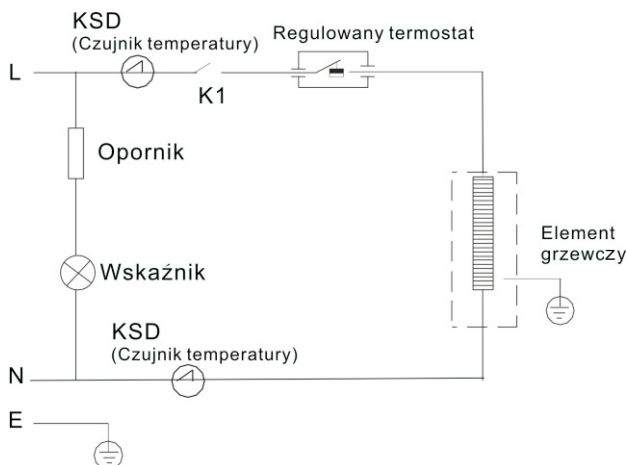 KSD
(Czujnik temperatury)
Regulowany termostat
L
K1
Opornik
Element
grzewczy
Wskaźnik
KSD
(Czujnik temperatury)
N
E